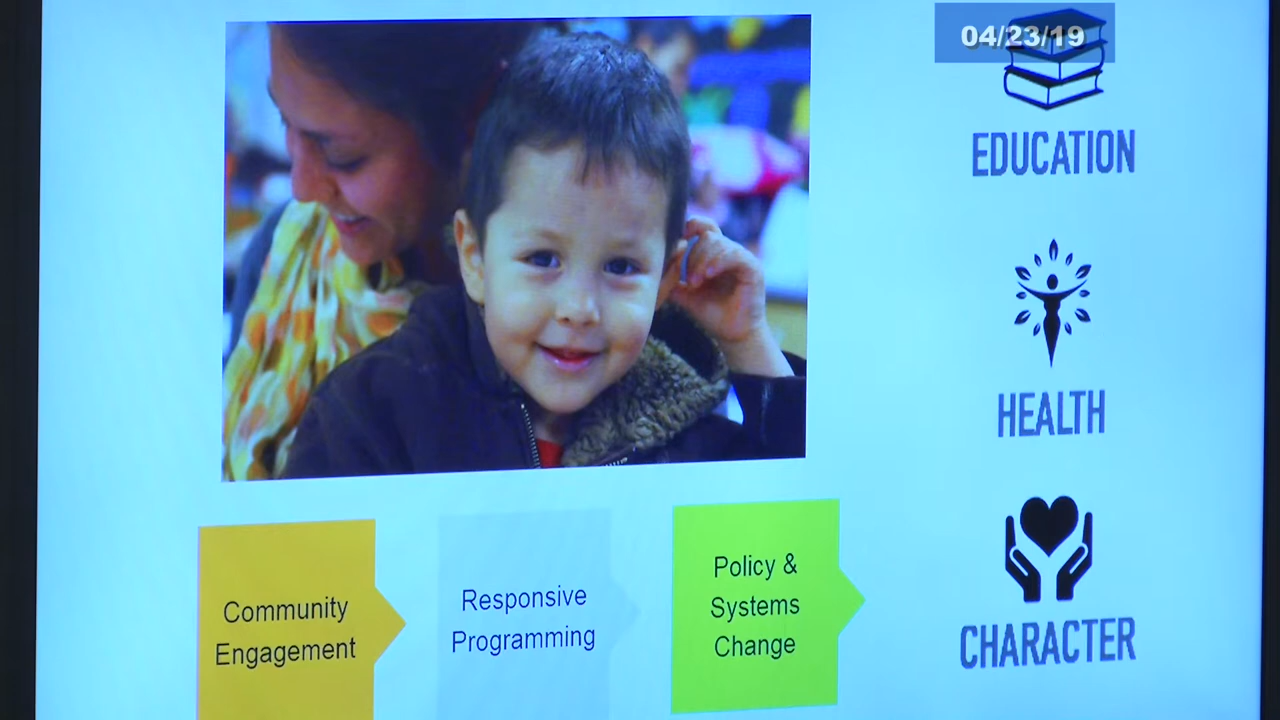 04/23/19
EDUCATION
HEALTH
CHARACTER
Community
Engagement
Responsive
Programming
Policy &
Systems
Change